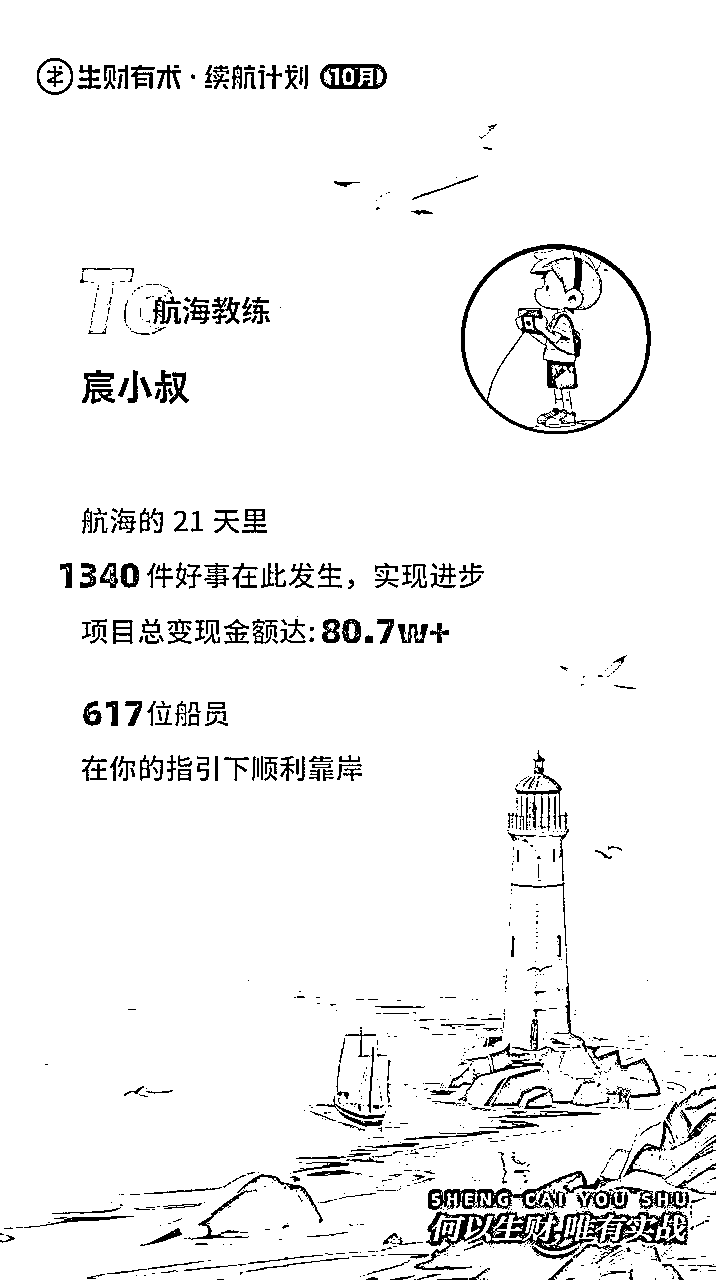 生财有术·续航计划 10月
To 航海教练
宸小叔
航海的 21 天里
1340 件好事在此发生，实现进步
项目总变现金额达: 80.7w+
617位船员
在你的指引下顺利靠岸
SHENG CAI YOU SHU
何以生财,唯有实战